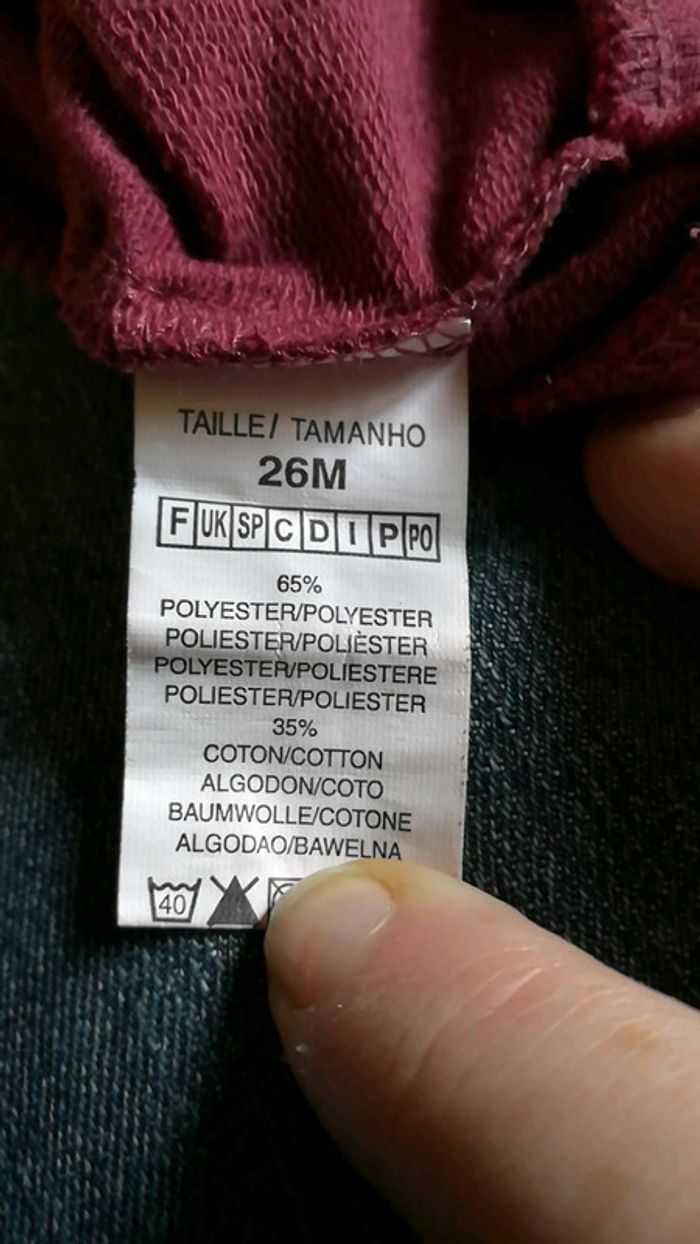 TAILLE/ TAMANHO
26M
F UK SP C D I P PO
65%
POLYESTER/POLYESTER
POLIESTER/POLIÈSTER
POLYESTER/POLIESTERE
POLIESTER/POLIESTER
35%
COTON/COTTON
ALGODON/COTO
BAUMWOLLE/COTONE
ALGODAO/BAWELNA
40